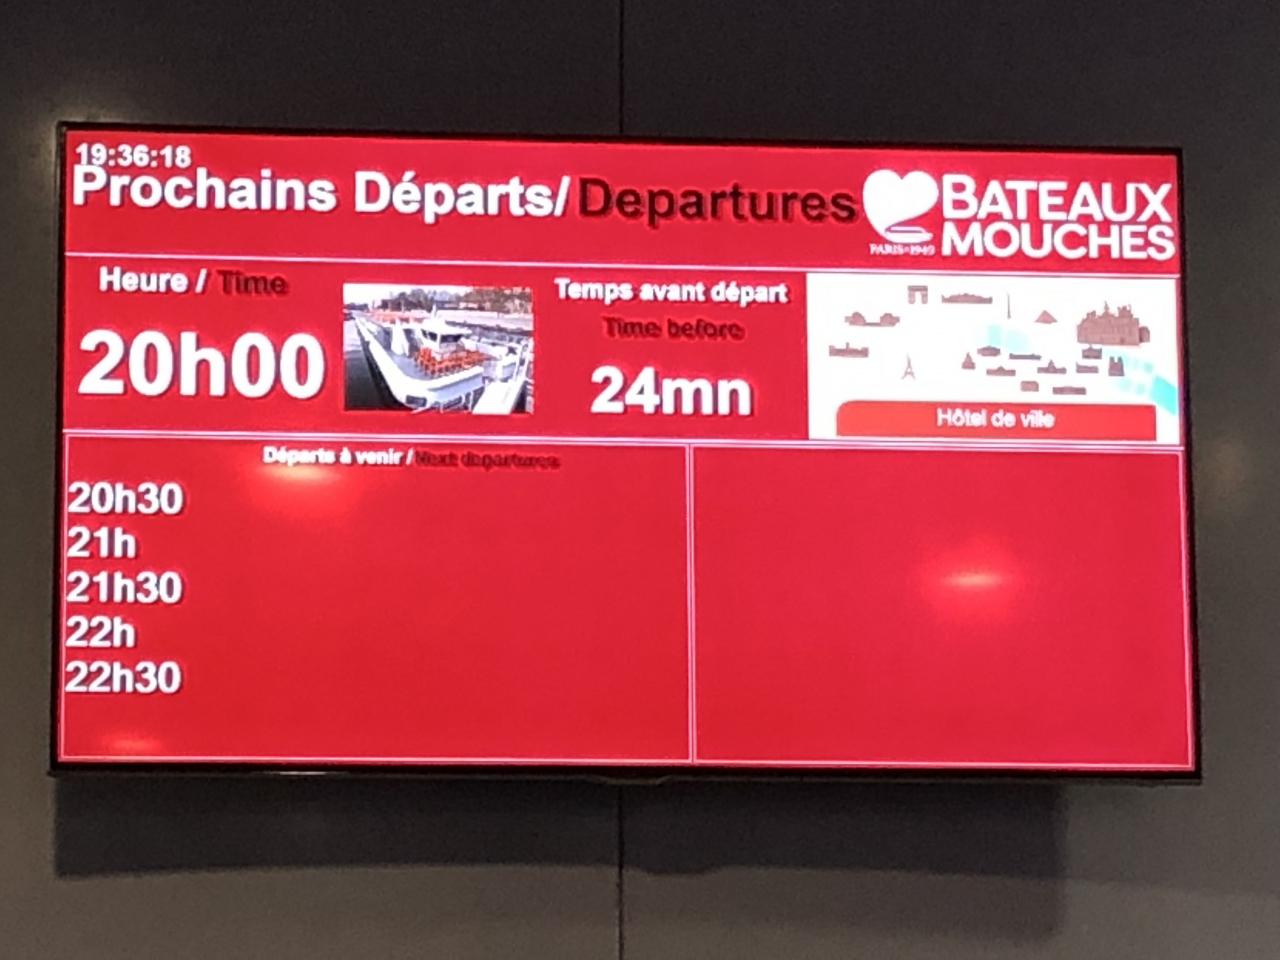 19:36:18
Prochains Départs/ Departures
BATEAUX
MOUCHES
PARIS 1949
Heure / Time
20h00
Temps avant départ
Time before
24mn
Hôtel de ville
Départs à venir / Next departures
20h30
21h
21h30
22h
22h30